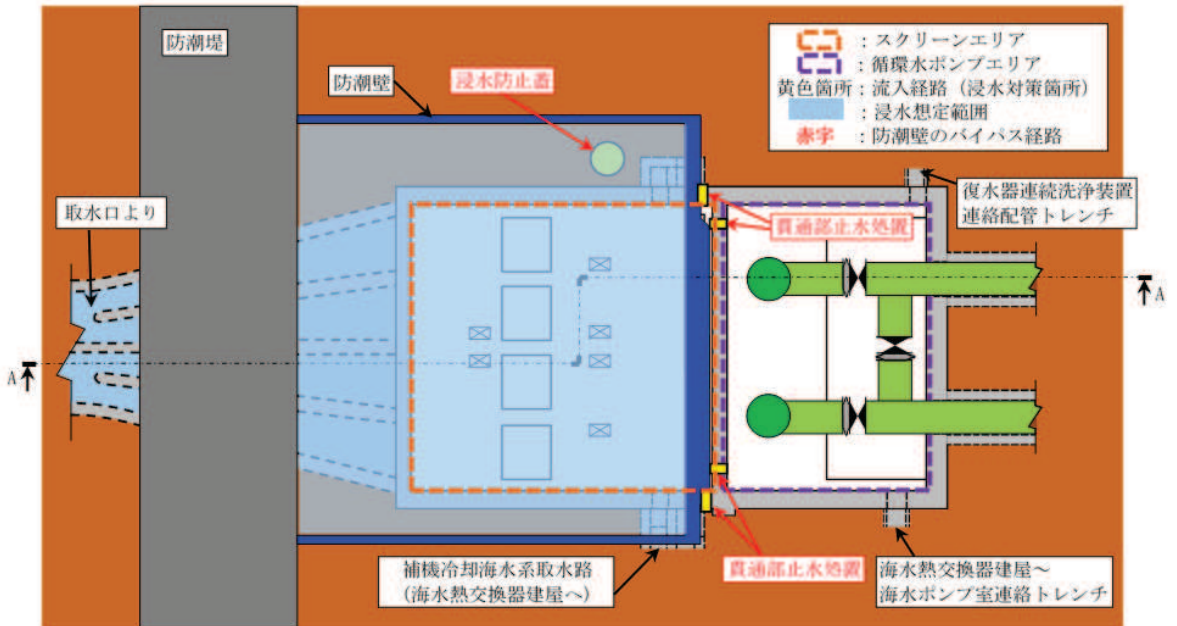 防潮堤
防潮壁
浸水防止蓋
：スクリーンエリア
：循環水ポンプエリア
黄色箇所：流入経路（浸水対策箇所）
：浸水想定範囲
赤字：防潮壁のバイパス経路
取水口より
復水器連続洗浄装置
連絡配管トレンチ
貫通部止水処置
A
A
補機冷却海水系取水路
(海水熱交換器建屋へ)
貫通部止水処置
海水熱交換器建屋～
海水ポンプ室連絡トレンチ